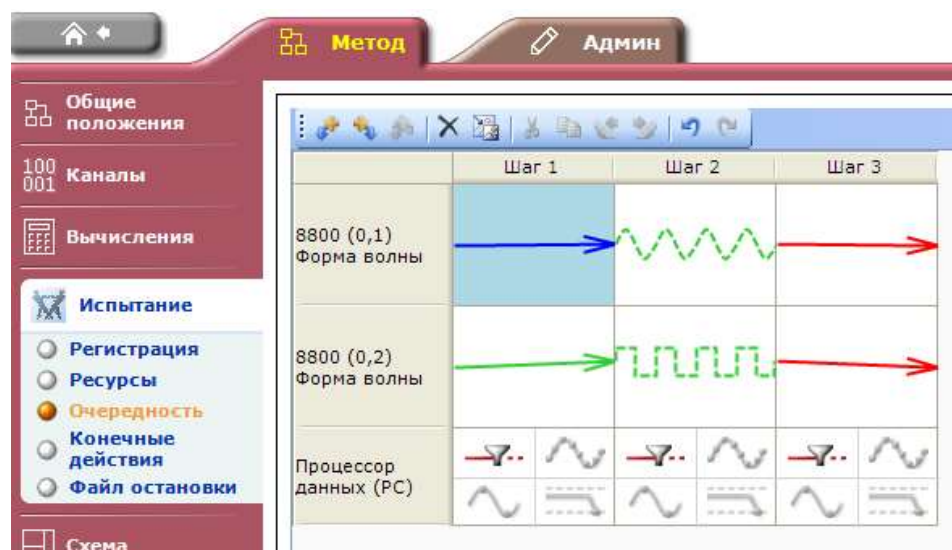 Метод
Админ
Общие
положения
100
001
Каналы
Вычисления
Испытание
Регистрация
Ресурсы
Очередность
Конечные
действия
Файл остановки
Схема
Шаг 1
Шаг 2
Шаг 3
8800 (0,1)
Форма волны
8800 (0,2)
Форма волны
Процессор
данных (PC)